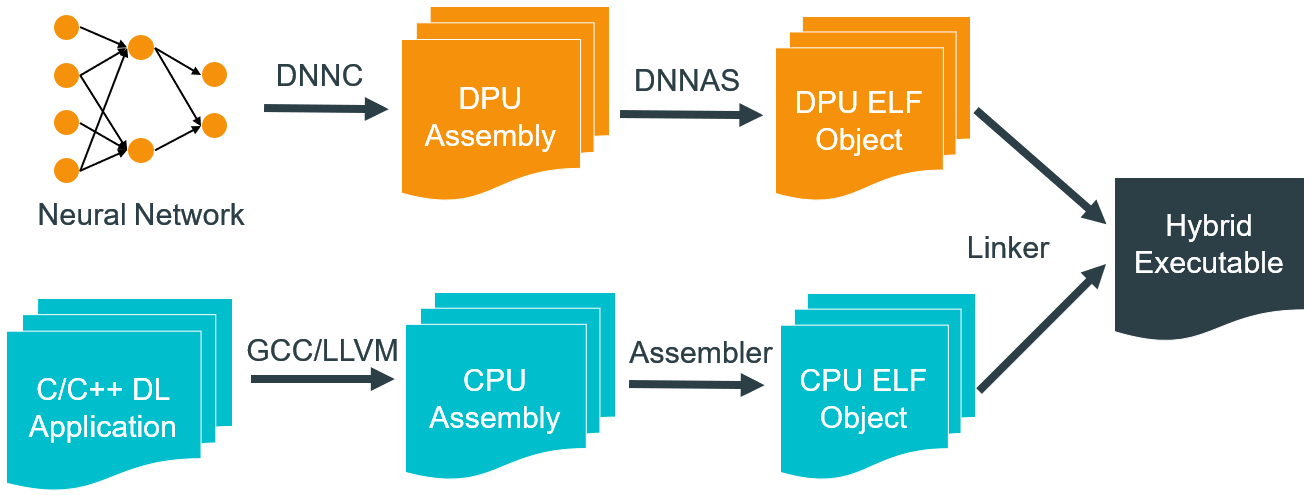 DNNC
DPU
Assembly
DNNAS
DPU ELF
Object
Neural Network
Linker
Hybrid
Executable
C/C++ DL
Application
GCC/LLVM
CPU
Assembly
Assembler
CPU ELF
Object